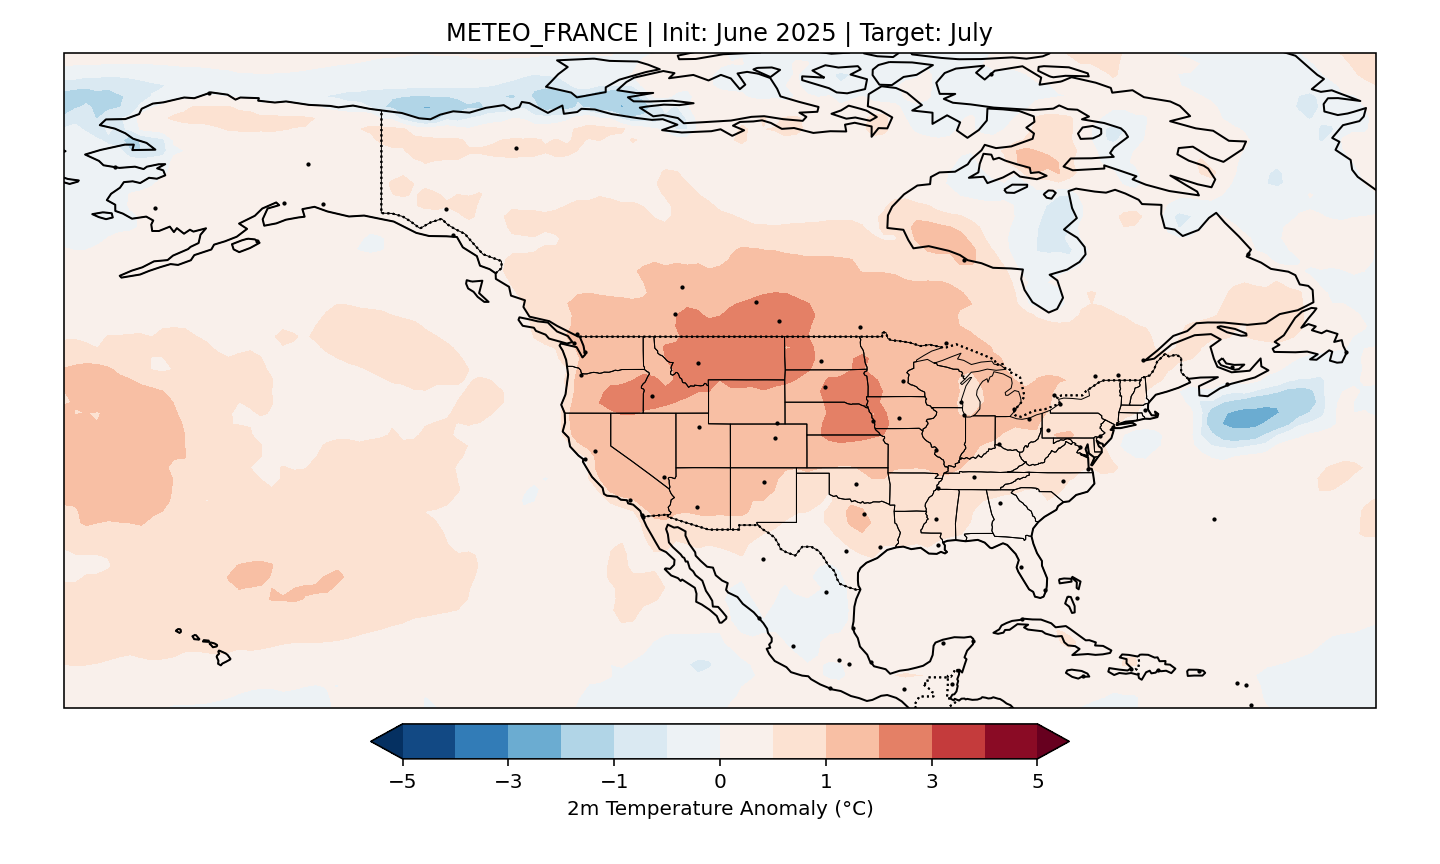 METEO_FRANCE | Init: June 2025 | Target: July
−5 −3 −1 0 1 3 5
2m Temperature Anomaly (°C)